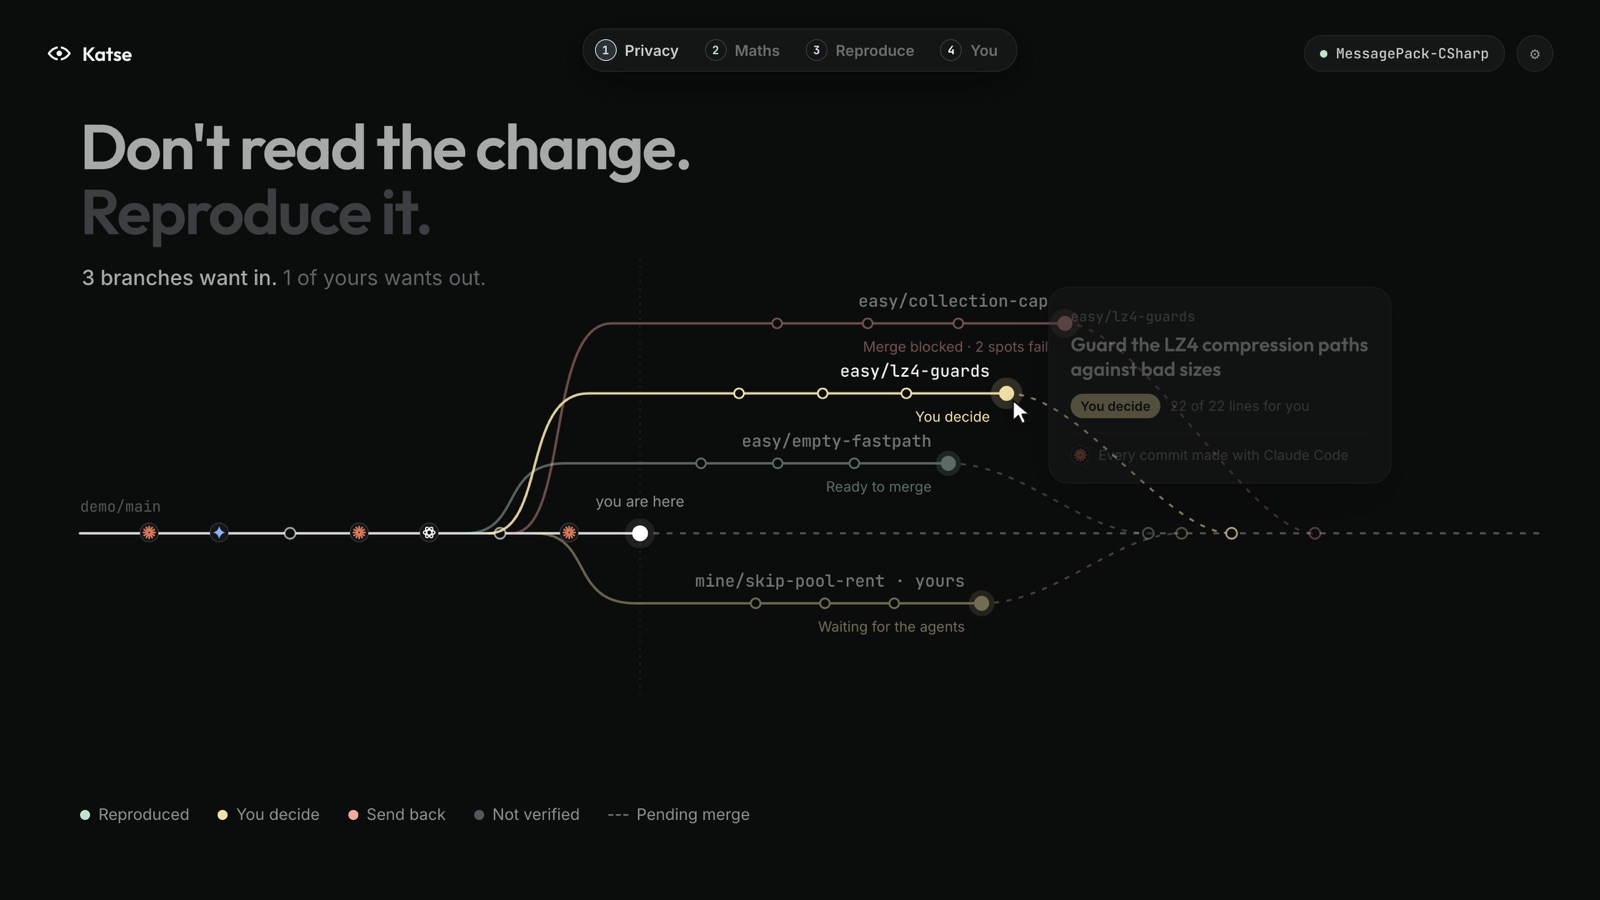 Katse
1 Privacy 2 Maths 3 Reproduce 4 You
MessagePack-CSharp
Don't read the change.
Reproduce it.
3 branches want in. 1 of yours wants out.
easy/collection-cap
Merge blocked · 2 spots fail
easy/lz4-guards
Guard the LZ4 compression paths
against bad sizes
You decide 22 of 22 lines for you
Every commit made with Claude Code
easy/lz4-guards
You decide
easy/empty-fastpath
Ready to merge
you are here
demo/main
mine/skip-pool-rent · yours
Waiting for the agents
Reproduced You decide Send back Not verified Pending merge